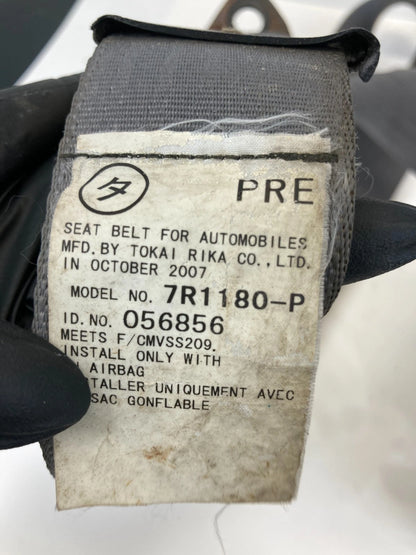 タ PRE
SEAT BELT FOR AUTOMOBILES
MFD. BY TOKAI RIKA CO., LTD.
IN OCTOBER 2007
MODEL NO. 7R1180-P
ID. NO. 056856
MEETS F/CMVSS209.
INSTALL ONLY WITH
AIRBAG
UNIQUEMENT AVEC
SAC GONFLABLE